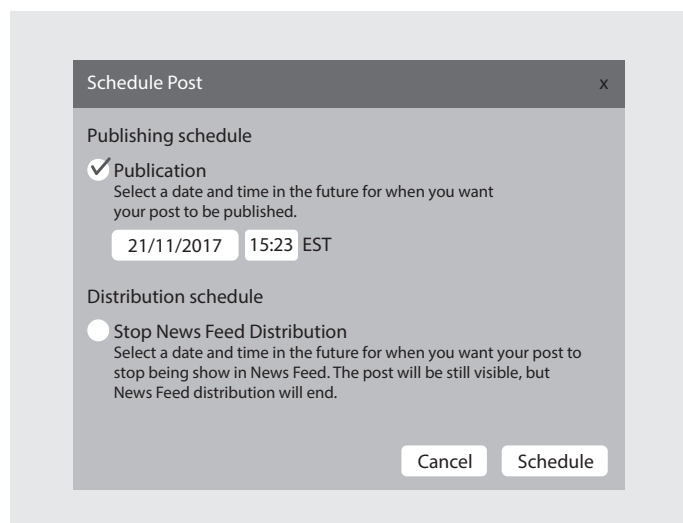 Schedule Post x
Publishing schedule
Publication
Select a date and time in the future for when you want
your post to be published.
21/11/2017 15:23 EST
Distribution schedule
Stop News Feed Distribution
Select a date and time in the future for when you want your post to
stop being show in News Feed. The post will be still visible, but
News Feed distribution will end.
Cancel Schedule